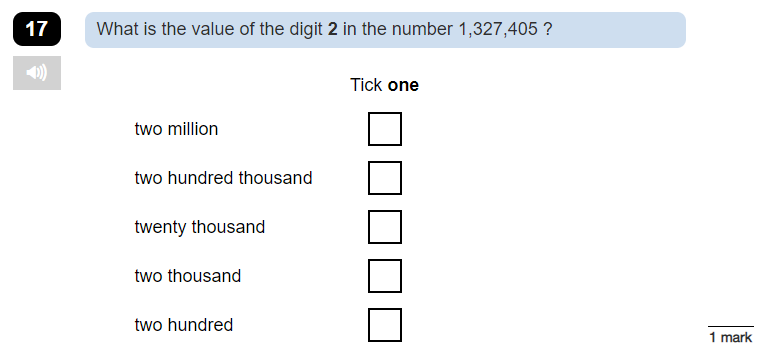 17
What is the value of the digit 2 in the number 1,327,405 ?
Tick one
two million
two hundred thousand
twenty thousand
two thousand
two hundred
1 mark